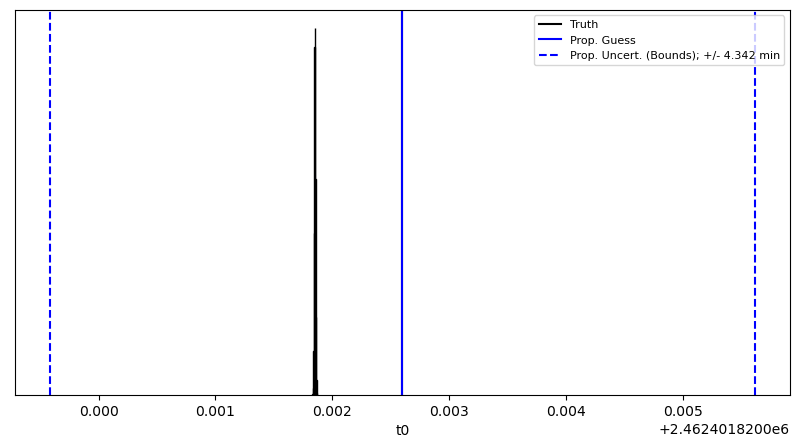 Truth
Prop. Guess
Prop. Uncert. (Bounds); +/- 4.342 min
0.000 0.001 0.002 0.003 0.004 0.005
t0
+2.4624018200e6